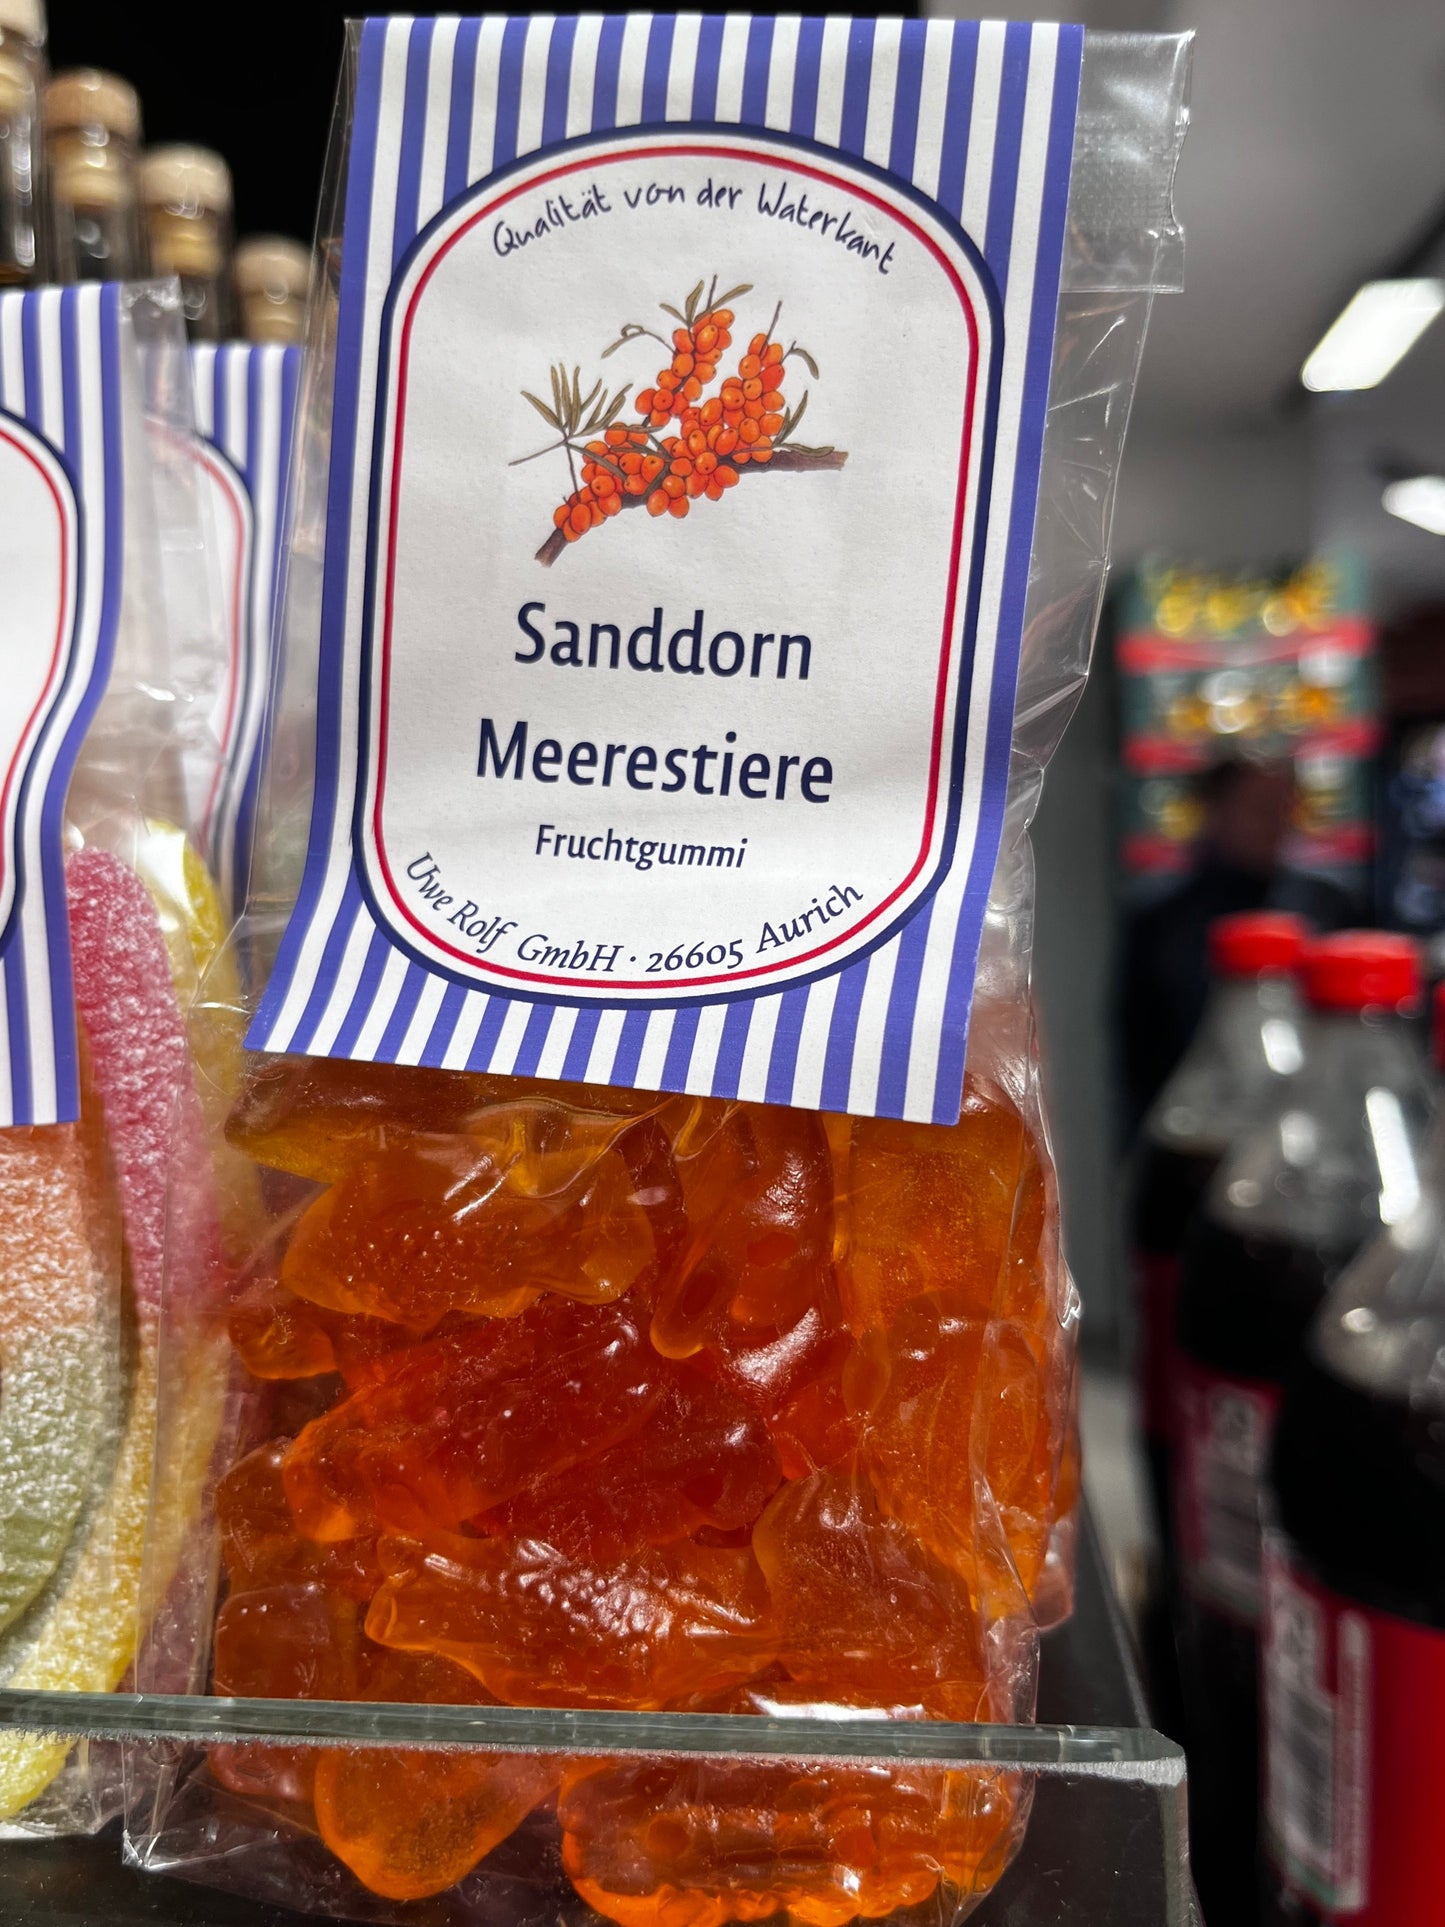 Qualität von der Waterkant
Sanddorn
Meerestiere
Fruchtgummi
Uwe Rolf GmbH · 26605 Aurich